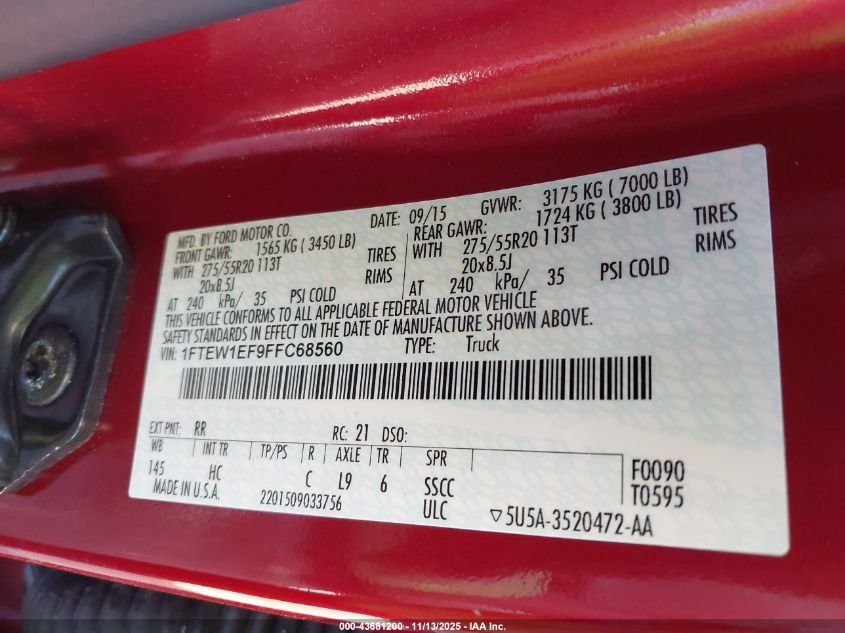 MFD. BY FORD MOTOR CO. DATE: 09/15 GVWR: 3175 KG ( 7000 LB)
FRONT GAWR: 1565 KG ( 3450 LB) REAR GAWR: 1724 KG ( 3800 LB)
WITH 275/55R20 113T TIRES WITH 275/55R20 113T TIRES
20x8.5J RIMS 20x8.5J RIMS
AT 240 kPa/ 35 PSI COLD AT 240 kPa/ 35 PSI COLD
THIS VEHICLE CONFORMS TO ALL APPLICABLE FEDERAL MOTOR VEHICLE
SAFETY STANDARDS IN EFFECT ON THE DATE OF MANUFACTURE SHOWN ABOVE.
VIN: 1FTEW1EF9FFC68560 TYPE: Truck
EXT PNT: RR RC: 21 DSO:
WB INT TR TP/PS R AXLE TR SPR F0090
145 HC C L9 6 SSCC T0595
MADE IN U.S.A. 2201509033756 ULC ▽5U5A-3520472-AA
000-43681200 - 11/13/2025 - IAA Inc.